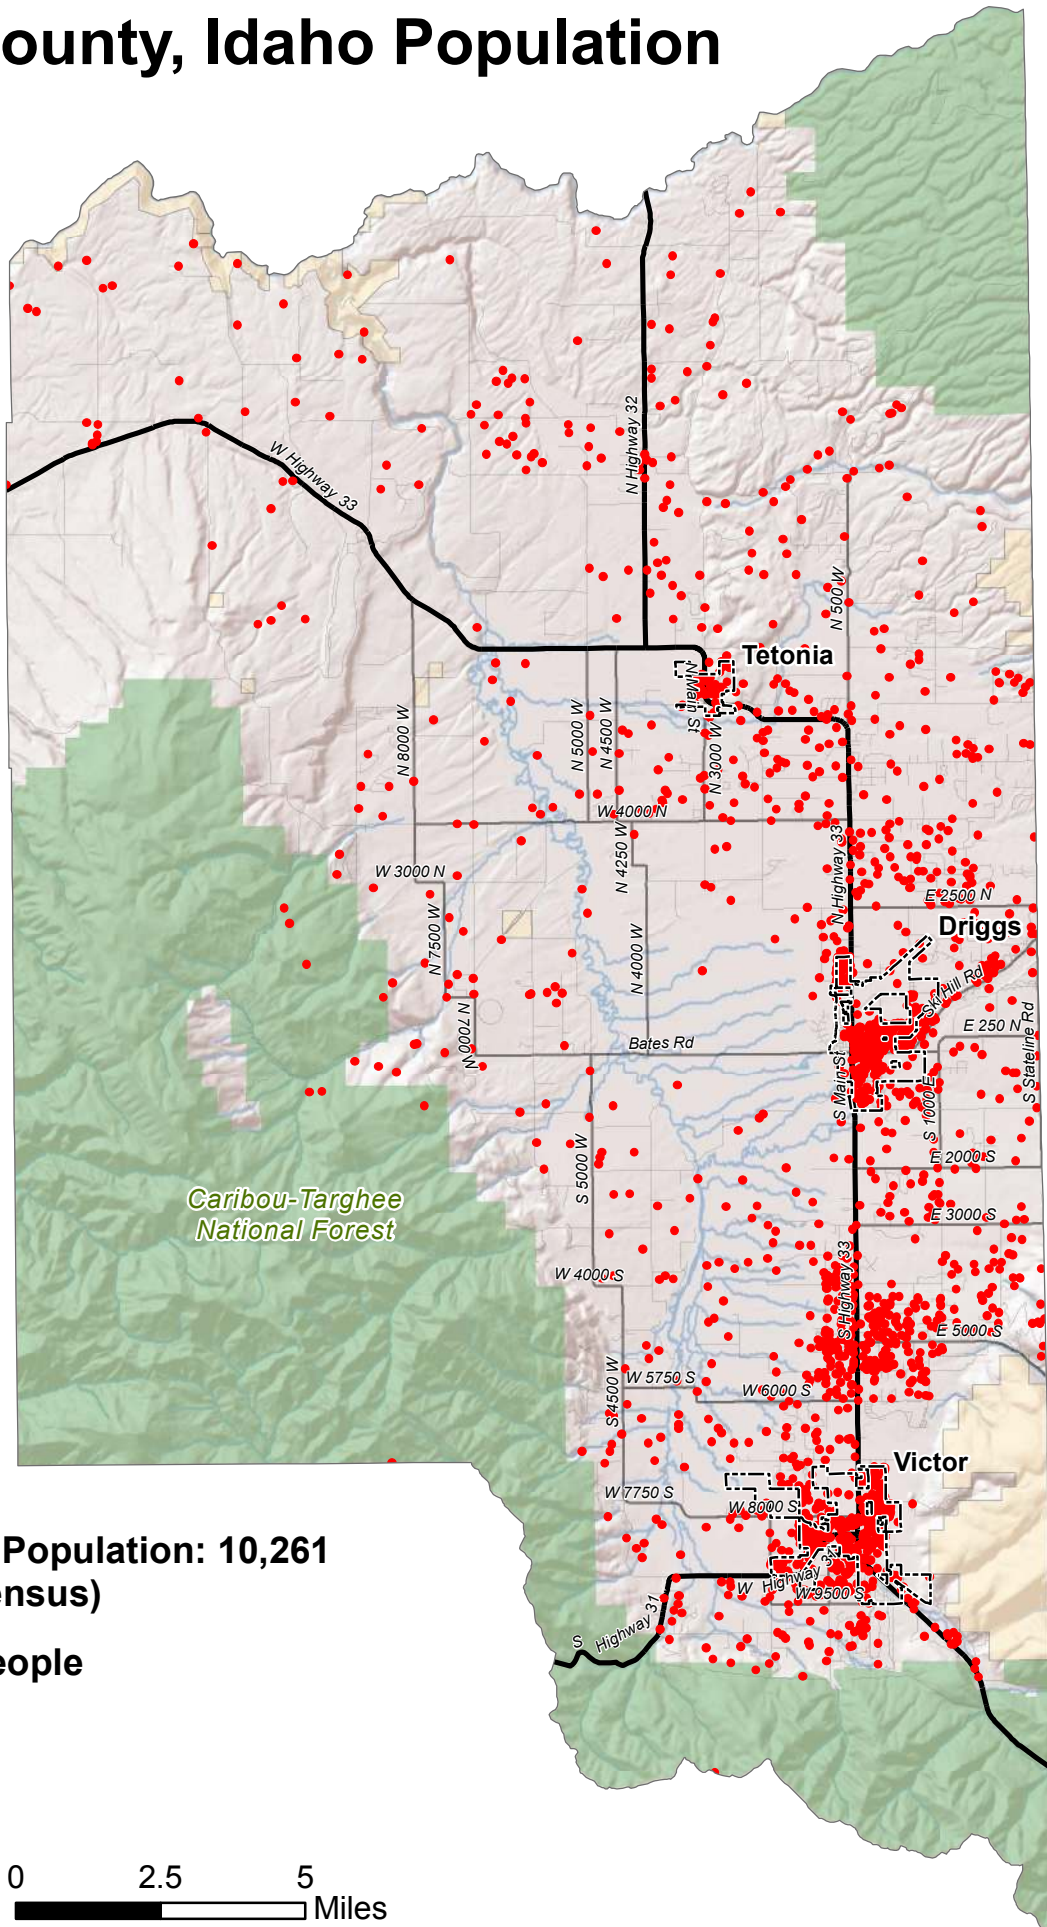 ounty, Idaho Population
N Highway 32
W Highway 33
N 500 W
Tetonia
N Main St
N 8000 W
N 5000 W
N 4500 W
N 3000 W
W 4000 N
N 4250 W
N Highway 33
W 3000 N
E 2500 N
N 7500 W
Driggs
N 4000 W
Ski Hill Rd
N 7000 W
E 250 N
Bates Rd
S Stateline Rd
S Main St
S 1000 E
S 5000 W
E 2000 S
Caribou-Targhee
National Forest
E 3000 S
S Highway 33
W 4000 S
E 5000 S
W 5750 S
W 6000 S
S 4500 W
Victor
W 7750 S
W 8000 S
Population: 10,261
ensus)
W Highway 31
W 9500 S
S Highway 31
eople
0 2.5 5
Miles